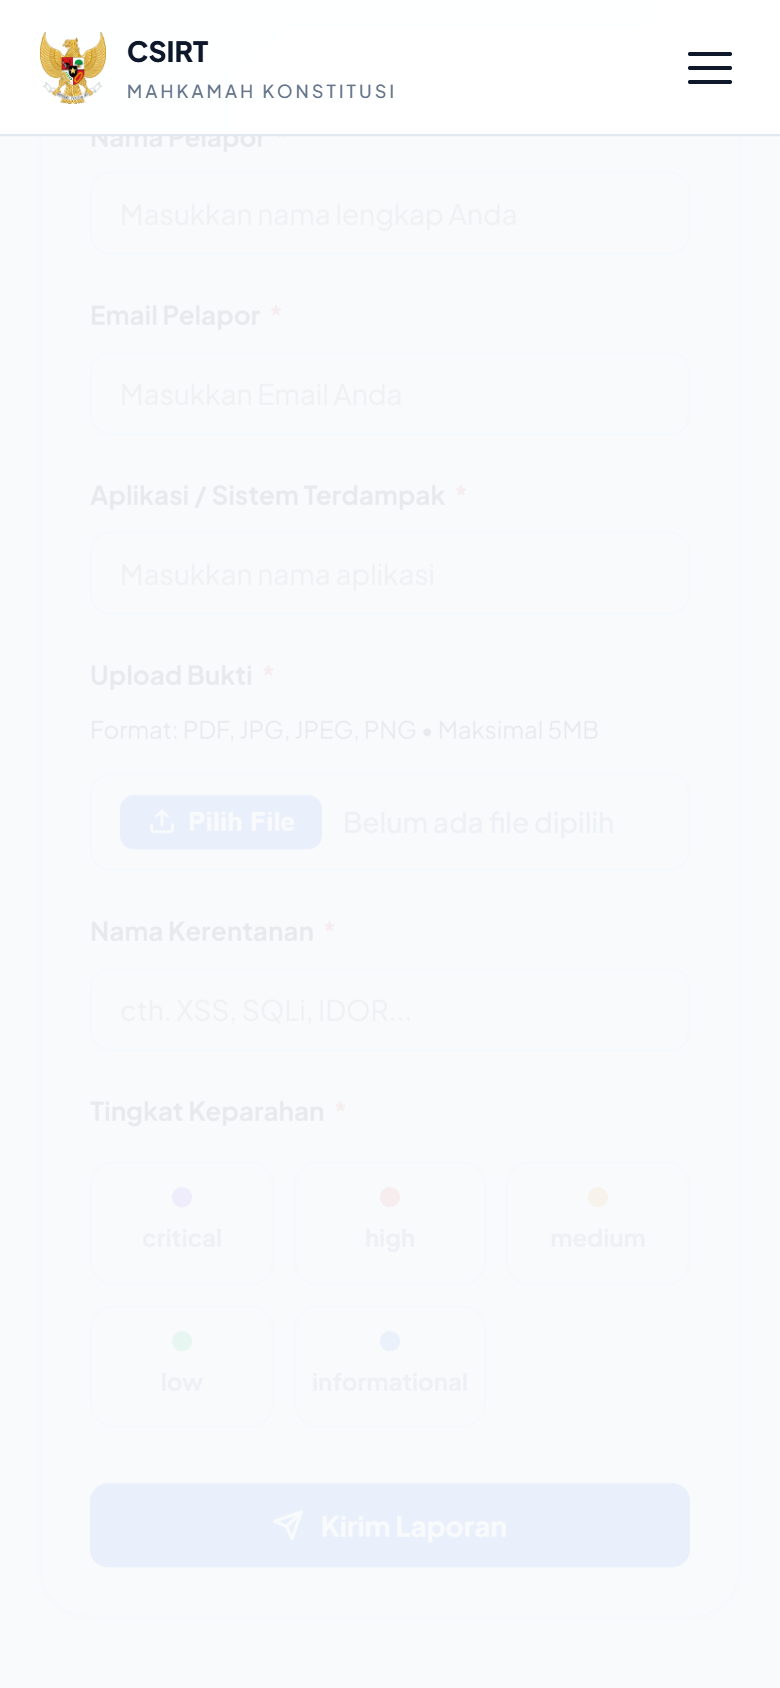 CSIRT
MAHKAMAH KONSTITUSI
Nama Pelapor *
Masukkan nama lengkap Anda
Email Pelapor *
Masukkan Email Anda
Aplikasi / Sistem Terdampak *
Masukkan nama aplikasi
Upload Bukti *
Format: PDF, JPG, JPEG, PNG • Maksimal 5MB
Pilih File Belum ada file dipilih
Nama Kerentanan *
cth. XSS, SQLi, IDOR...
Tingkat Keparahan *
critical high medium
low informational
Kirim Laporan